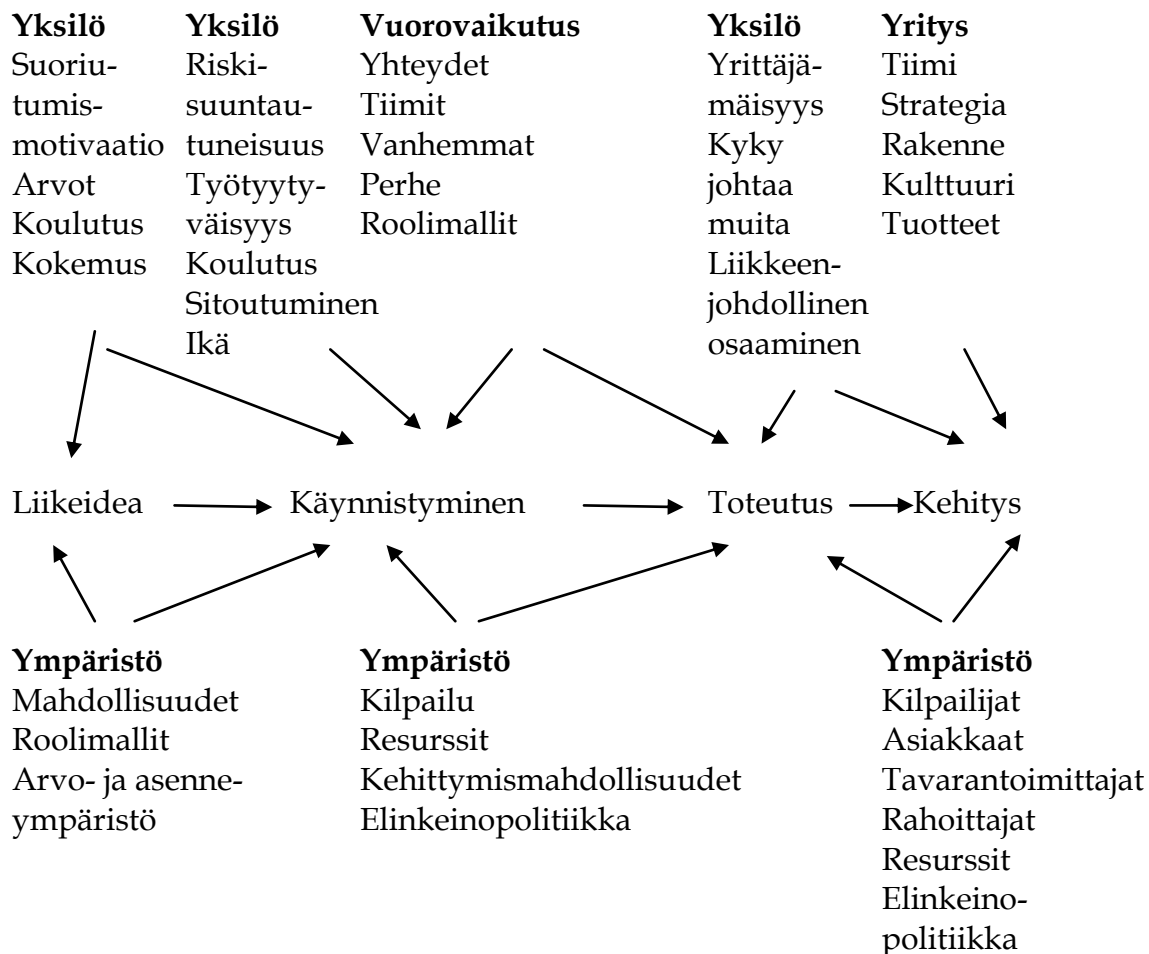 Yksilö
Suoriu-
tumis-
motivaatio
Arvot
Koulutus
Kokemus
Yksilö
Riski-
suuntau-
tuneisuus
Työtyyty-
väisyys
Koulutus
Sitoutuminen
Ikä
Vuorovaikutus
Yhteydet
Tiimit
Vanhemmat
Perhe
Roolimallit
Yksilö
Yrittäjä-
mäisyys
Kyky
johtaa
muita
Liikkeen-
johdollinen
osaaminen
Yritys
Tiimi
Strategia
Rakenne
Kulttuuri
Tuotteet
Liikeidea
Käynnistyminen
Toteutus
Kehitys
Ympäristö
Mahdollisuudet
Roolimallit
Arvo- ja asenne-
ympäristö
Ympäristö
Kilpailu
Resurssit
Kehittymismahdollisuudet
Elinkeinopolitiikka
Ympäristö
Kilpailijat
Asiakkaat
Tavarantoimittajat
Rahoittajat
Resurssit
Elinkeino-
politiikka